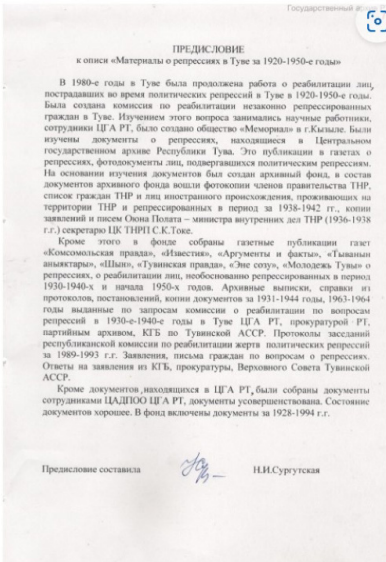 Государственный
ПРЕДИСЛОВИЕ
к описи «Материалы о репрессиях в Туве за 1920-1950-е годы»
В 1980-е годы в Туве была продолжена работа о реабилитации лиц,
пострадавших во время политических репрессий в Туве в 1920-1950-е годы.
Была создана комиссия по реабилитации незаконно репрессированных
граждан в Туве. Изучением этого вопроса занимались научные работники,
сотрудники ЦГА РТ, было создано общество «Мемориал» в г.Кызыле. Были
изучены документы о репрессиях, находящиеся в Центральном
государственном архиве Республики Тува. Это публикации в газетах о
репрессиях, фотодокументы лиц, подвергавшихся политическим репрессиям.
На основании изучения документов был создан архивный фонд, в состав
документов архивного фонда вошли фотокопии членов правительства ТНР,
список граждан ТНР и лиц иностранного происхождения, проживающих на
территории ТНР и репрессированных в период за 1938-1942 гг., копии
заявлений и писем Оюна Полата – министра внутренних дел ТНР (1936-1938
г.г.) секретарю ЦК ТНРП С.К.Токе.
Кроме этого в фонде собраны газетные публикации газет
«Комсомольская правда», «Известия», «Аргументы и факты», «Тыванын
аныяктары», «Шын», «Тувинская правда», «Эне созу», «Молодежь Тувы» о
репрессиях, о реабилитации лиц, необоснованно репрессированных в период
1930-1940-х и начала 1950-х годов. Архивные выписки, справки из
протоколов, постановлений, копии документов за 1931-1944 годы, 1963-1964
годы выданные по запросам комиссии о реабилитации по вопросам
репрессий в 1930-е-1940-е годы в Туве ЦГА РТ, прокуратурой РТ,
партийным архивом, КГБ по Тувинской АССР. Протоколы заседаний
республиканской комиссии по реабилитации жертв политических репрессий
за 1989-1993 г.г. Заявления, письма граждан по вопросам о репрессиях.
Ответы на заявления из КГБ, прокуратуры, Верховного Совета Тувинской
АССР.
Кроме документов, находящихся в ЦГА РТ, были собраны документы
сотрудниками ЦАДПОО ЦГА РТ, документы усовершенствована. Состояние
документов хорошее. В фонд включены документы за 1928-1994 г.г.
Предисловие составила Н.И.Сургутская